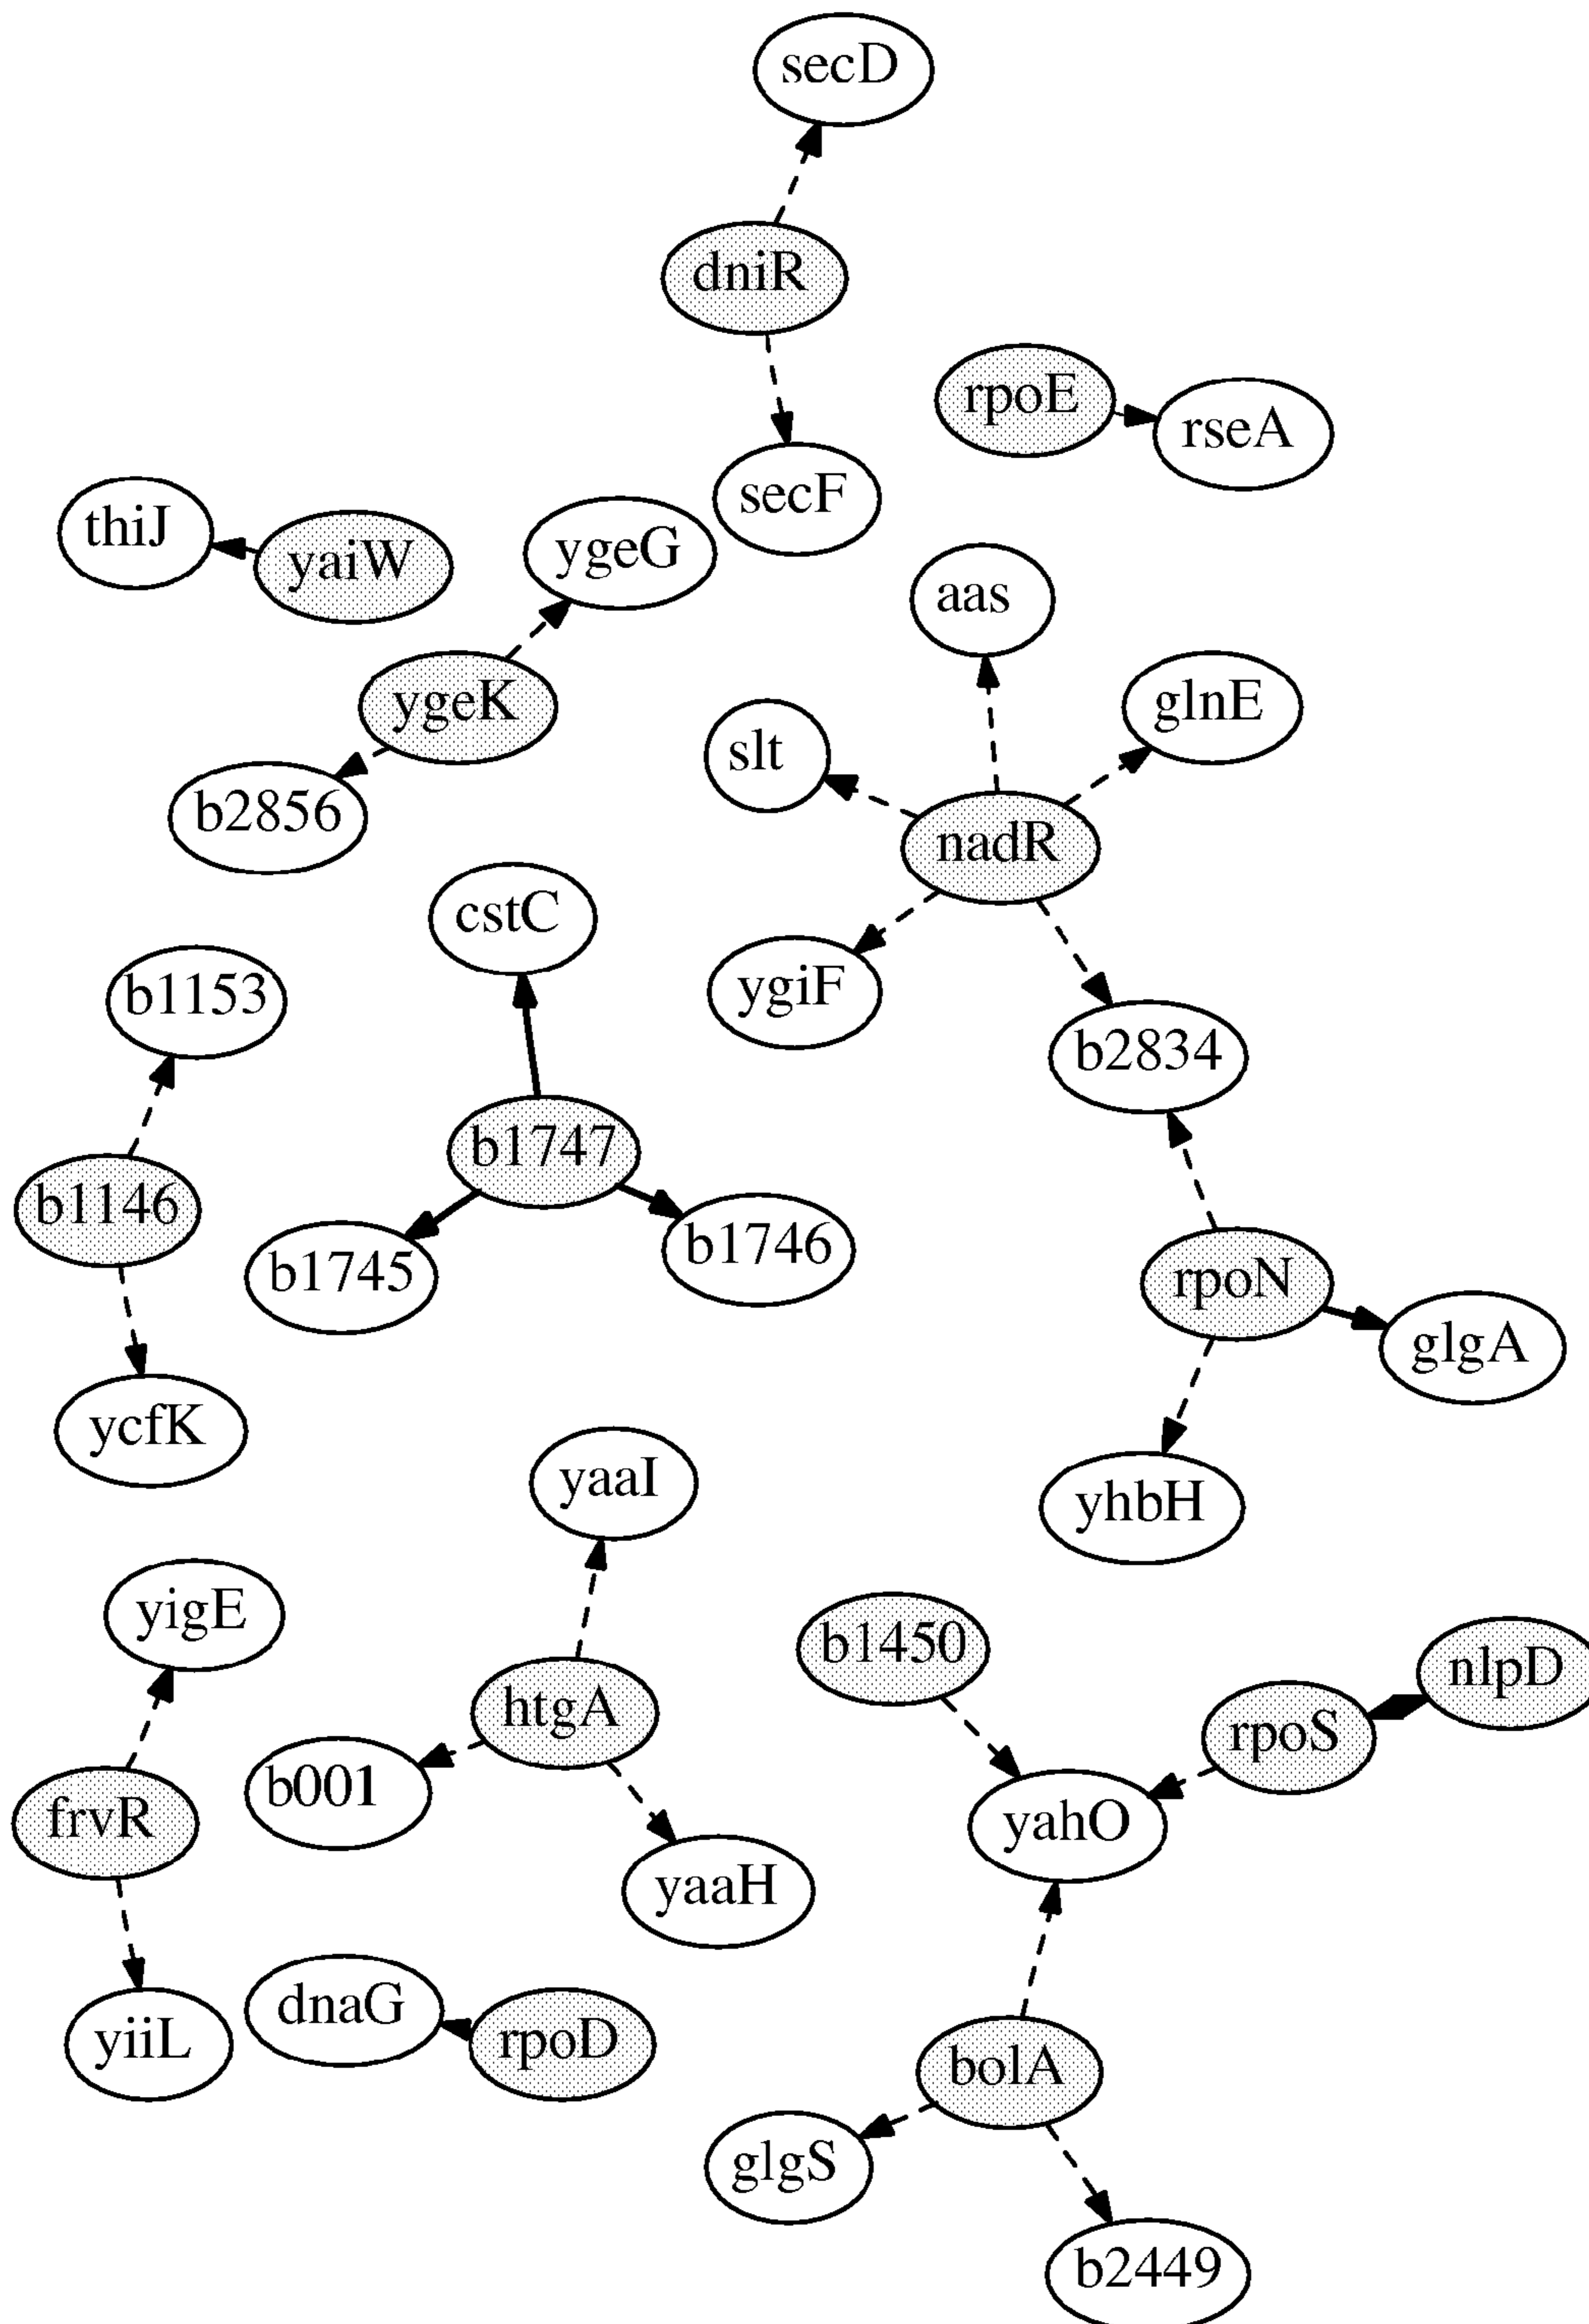 secD
dniR
rpoE
rseA
secF
thiJ
yaiW
ygeG
aas
ygeK
glnE
slt
b2856
nadR
cstC
b1153
ygiF
b2834
b1747
b1146
b1745
b1746
rpoN
glgA
ycfK
yaaI
yhbH
yigE
b1450
nlpD
htgA
rpoS
b001
frvR
yahO
yaaH
dnaG
yiiL
rpoD
bolA
glgS
b2449